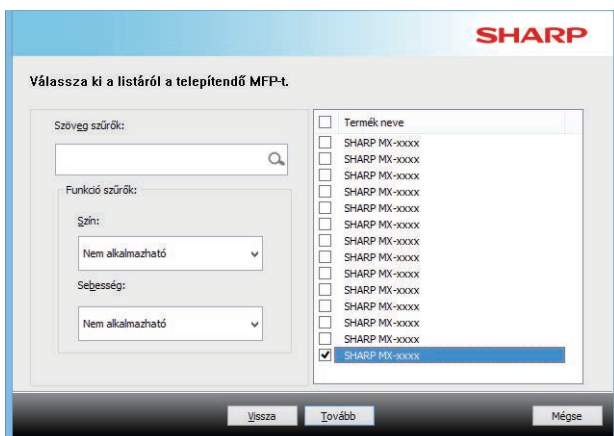 SHARP
Válassza ki a listáról a telepítendő MFP-t.
Szöveg szűrők:
Funkció szűrők:
Szín:
Nem alkalmazható
Sebesség:
Nem alkalmazható
Termék neve
SHARP MX-xxxx
SHARP MX-xxxx
SHARP MX-xxxx
SHARP MX-xxxx
SHARP MX-xxxx
SHARP MX-xxxx
SHARP MX-xxxx
SHARP MX-xxxx
SHARP MX-xxxx
SHARP MX-xxxx
SHARP MX-xxxx
SHARP MX-xxxx
SHARP MX-xxxx
SHARP MX-xxxx
Vissza
Tovább
Mégse